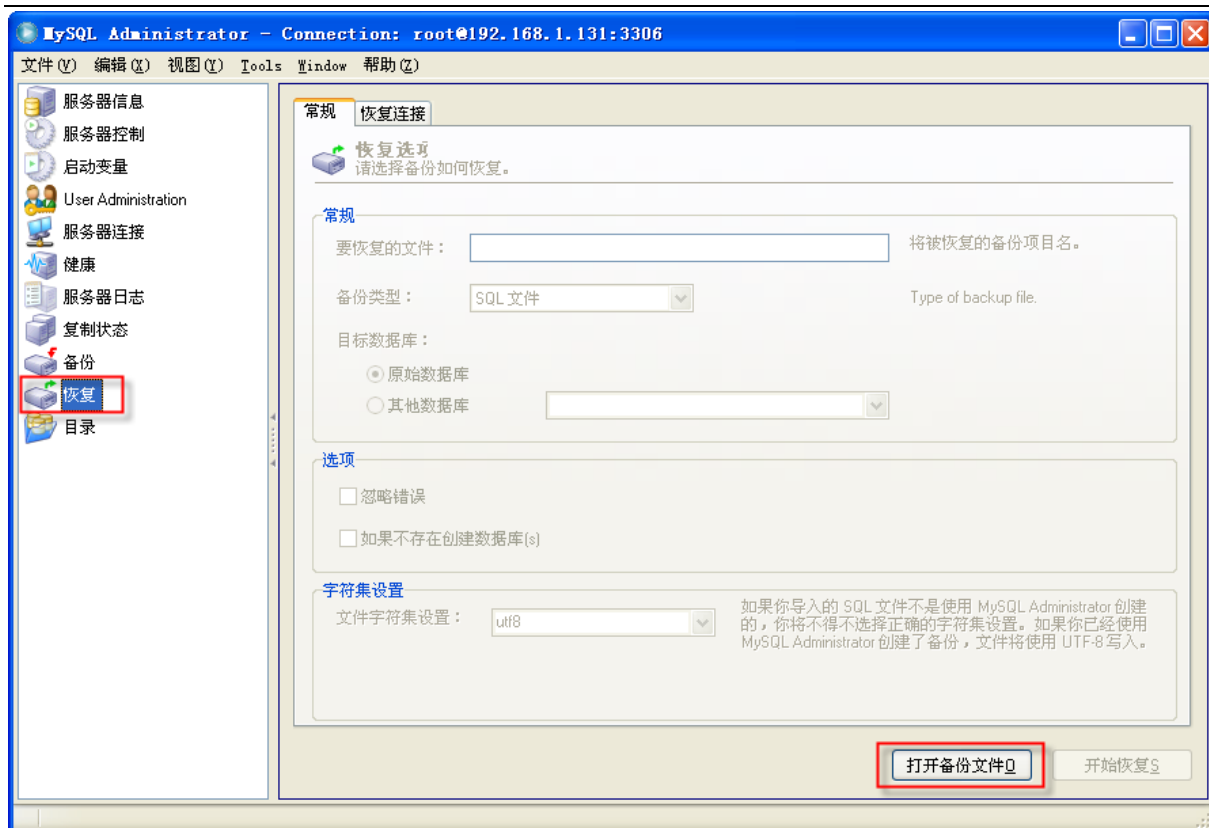 MySQL Administrator - Connection: root@192.168.1.131:3306
文件(V) 编辑(X) 视图(Y) Tools Window 帮助(Z)
服务器信息
服务器控制
启动变量
User Administration
服务器连接
健康
服务器日志
复制状态
备份
恢复
目录
常规 恢复连接
恢复选项
请选择备份如何恢复。
常规
要恢复的文件： 将被恢复的备份项目名。
备份类型： SQL 文件 Type of backup file.
目标数据库：
原始数据库
其他数据库
选项
忽略错误
如果不存在创建数据库(s)
字符集设置
文件字符集设置： utf8
如果你导入的 SQL 文件不是使用 MySQL Administrator 创建
的，你将不得不选择正确的字符集设置。如果你已经使用
MySQL Administrator 创建了备份，文件将使用 UTF-8 写入。
打开备份文件O 开始恢复S